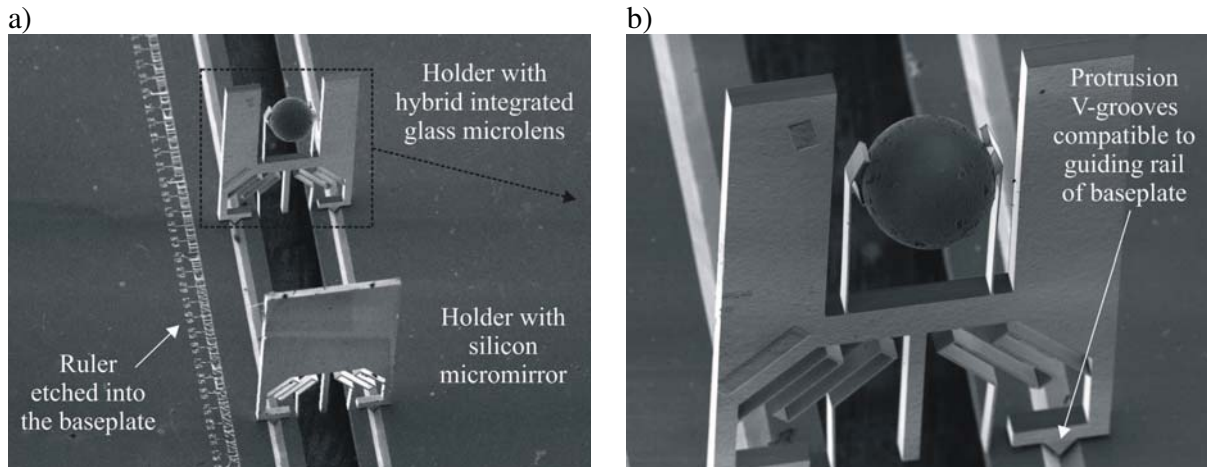 a)
b)
Holder with
hybrid integrated
glass microlens
Protrusion
V-grooves
compatible to
guiding rail
of baseplate
Holder with
silicon
micromirror
Ruler
etched into
the baseplate